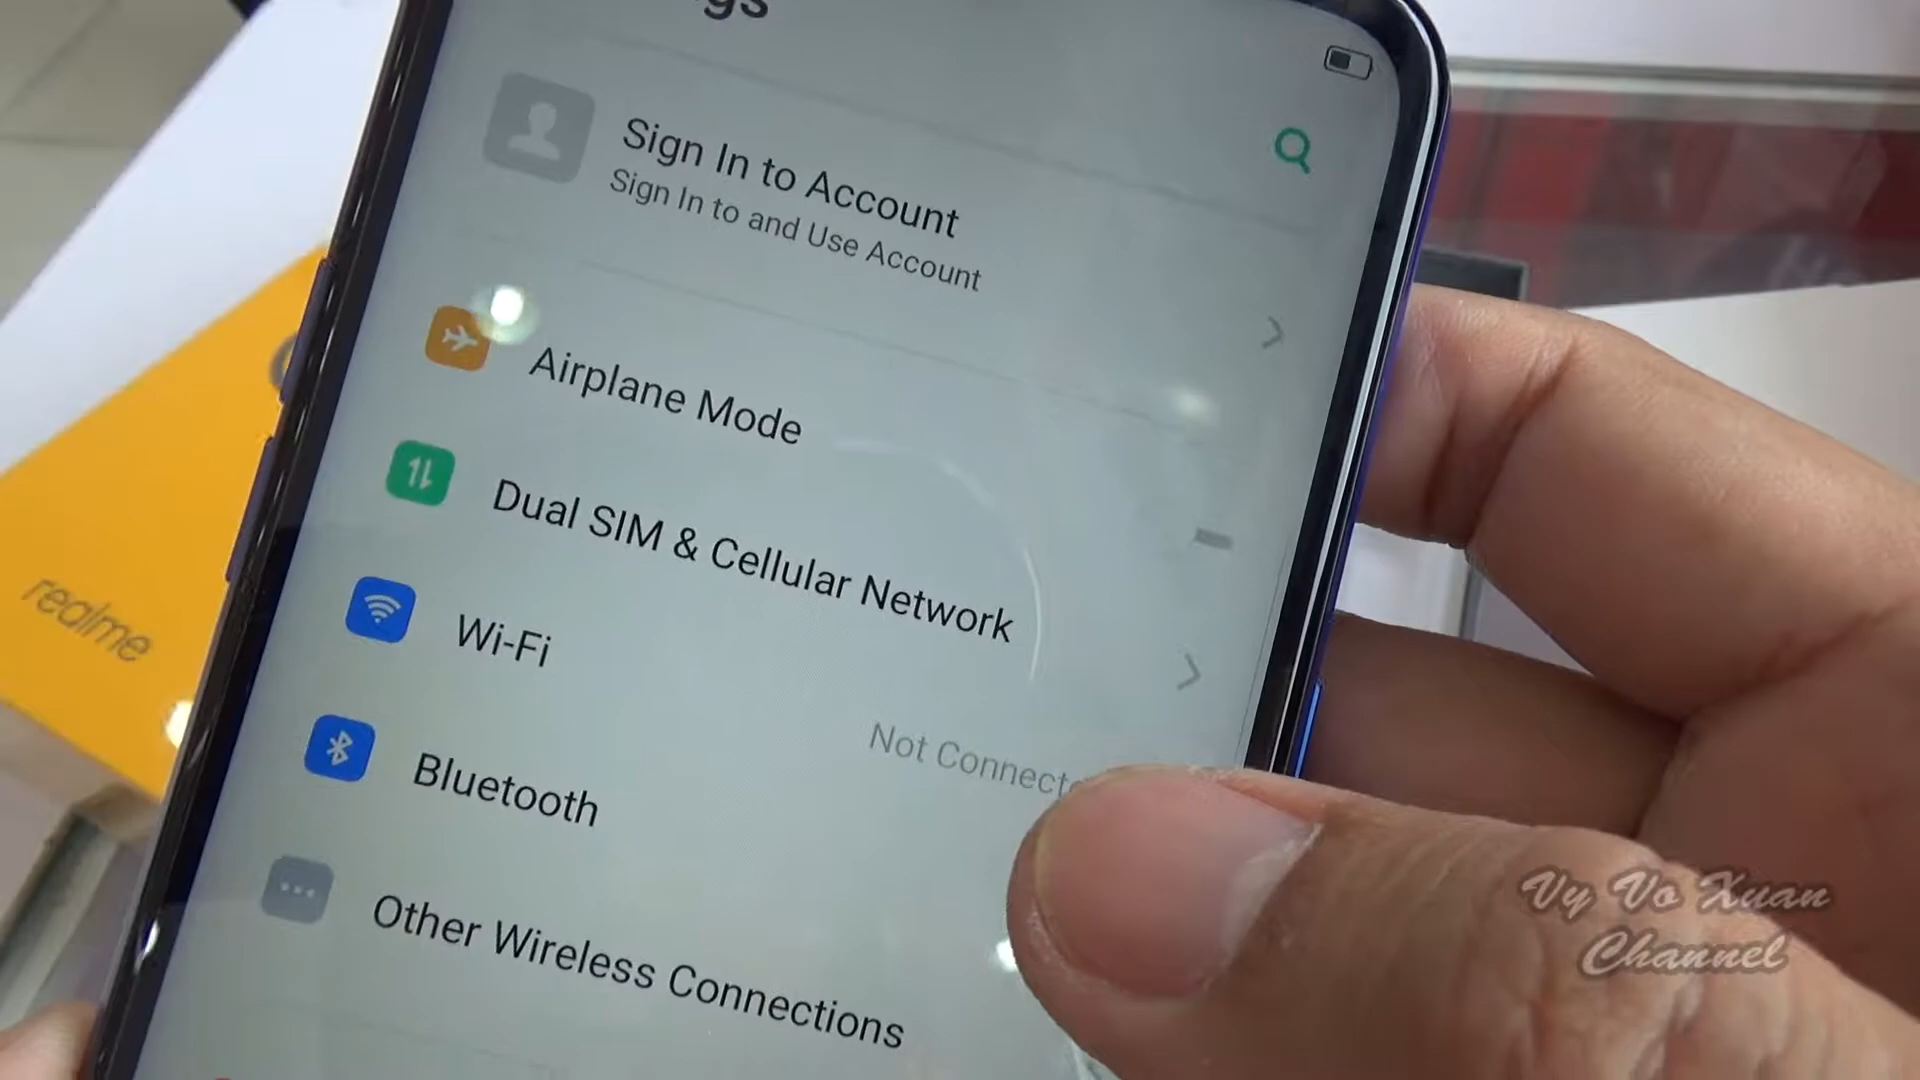 Sign In to Account
Sign In to and Use Account
Airplane Mode
Dual SIM & Cellular Network
Wi-Fi
Not
Bluetooth
Other Wireless Connections
realme
Vy Vo Xuan
Channel